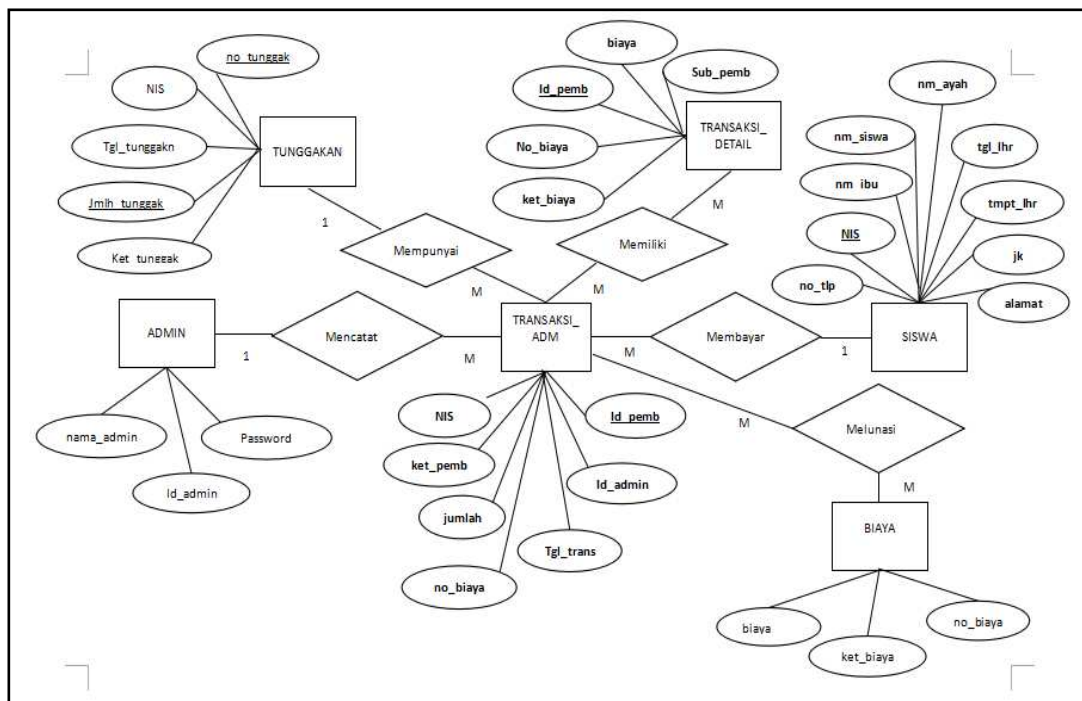 no_tunggak
NIS
Tgl_tunggakn
Jmlh_tunggak
Ket_tunggak
TUNGGAKAN
biaya
Sub_pemb
Id_pemb
No_biaya
ket_biaya
TRANSAKSI_
DETAIL
nm_ayah
nm_siswa
tgl_lhr
nm_ibu
tmpt_lhr
NIS
jk
no_tlp
alamat
1
Mempunyai
M
Memiliki
M
M
ADMIN
1
Mencatat
M
TRANSAKSI_
ADM
M
Membayar
1
SISWA
nama_admin
Password
Id_admin
NIS
Id_pemb
ket_pemb
Id_admin
jumlah
Tgl_trans
no_biaya
M
Melunasi
M
BIAYA
biaya
no_biaya
ket_biaya